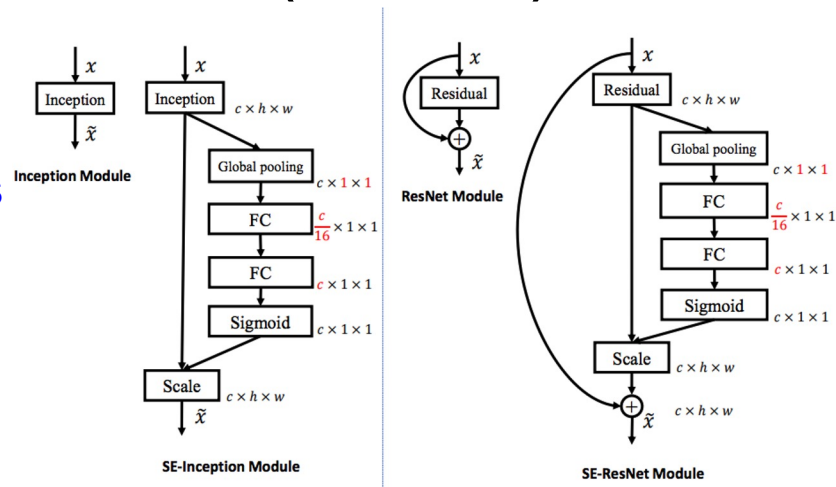 x
Inception
x̃
Inception Module
x
Inception
c × h × w
Global pooling
c × 1 × 1
FC
c/16 × 1 × 1
FC
c × 1 × 1
Sigmoid
c × 1 × 1
Scale
c × h × w
x̃
SE-Inception Module
x
Residual
+
x̃
ResNet Module
x
Residual
c × h × w
Global pooling
c × 1 × 1
FC
c/16 × 1 × 1
FC
c × 1 × 1
Sigmoid
c × 1 × 1
Scale
c × h × w
+
c × h × w
x̃
SE-ResNet Module